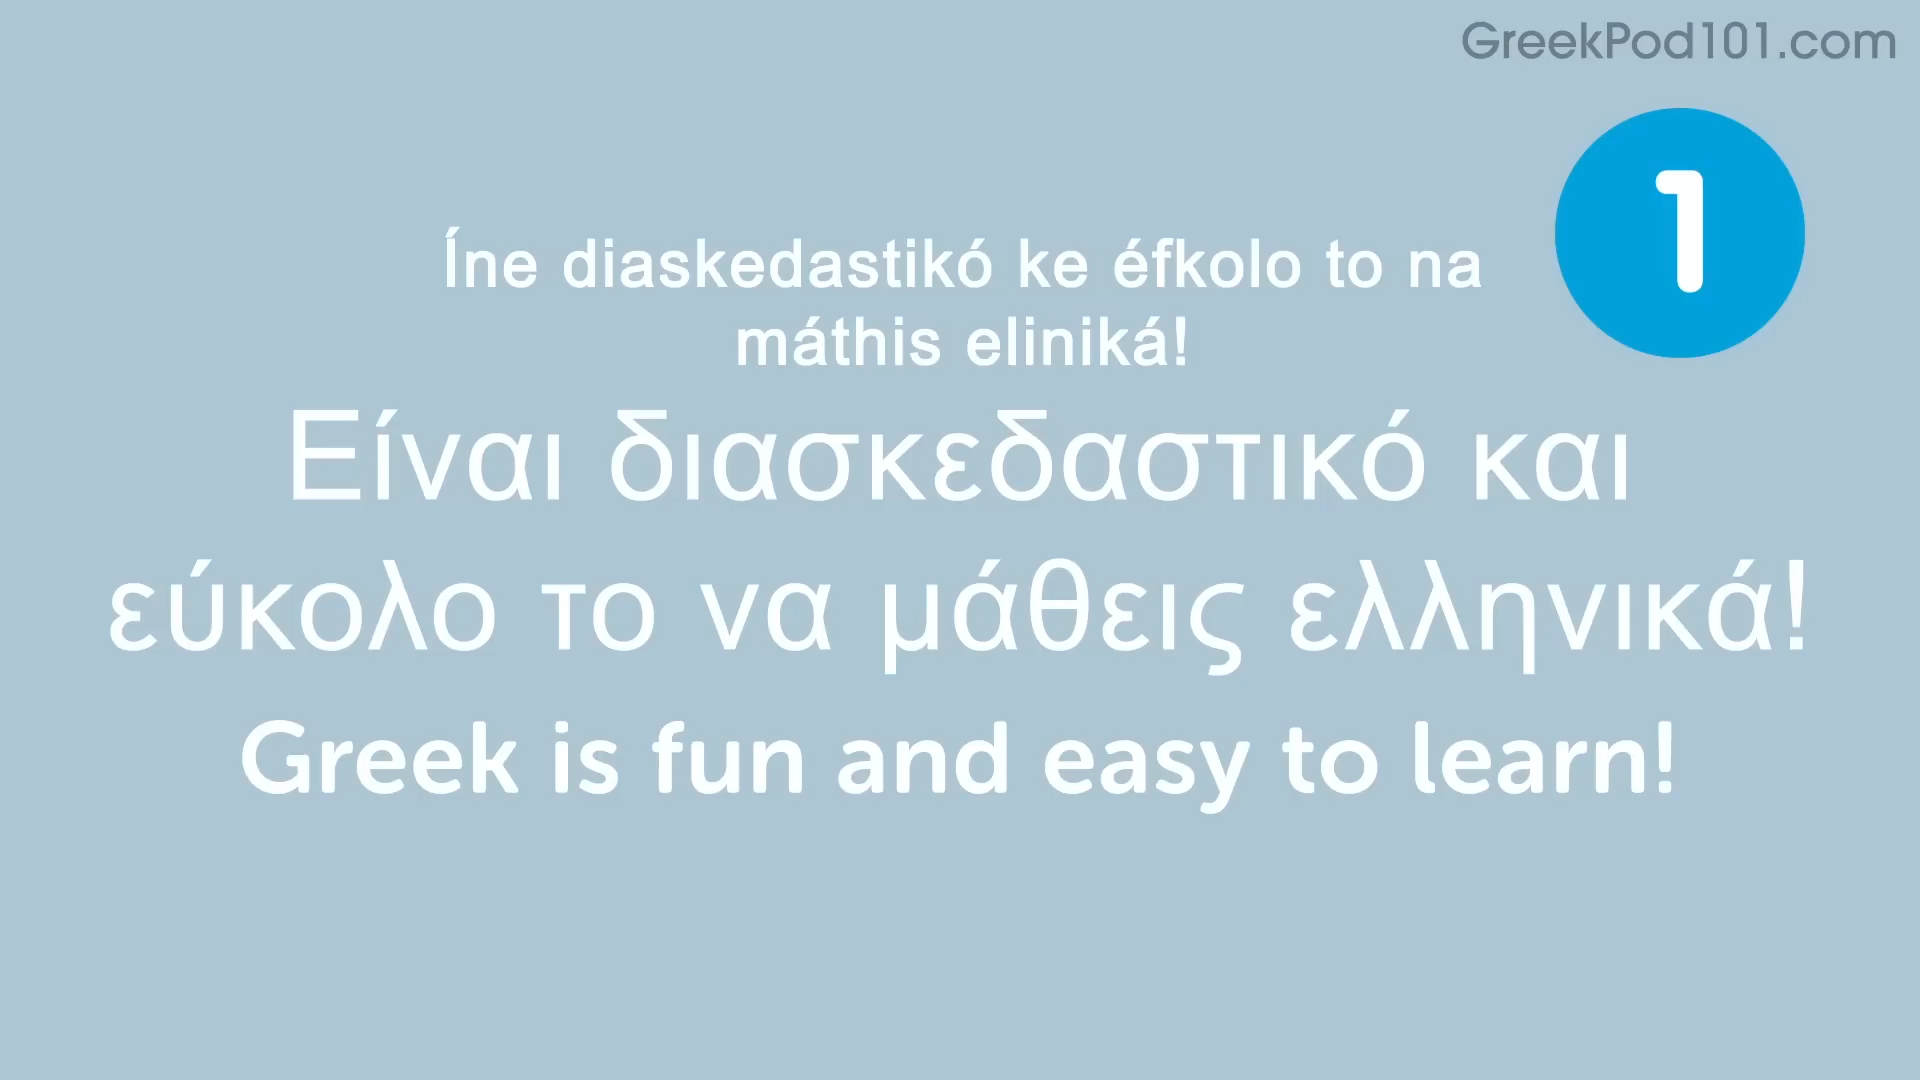 GreekPod101.com
1
Íne diaskedastikó ke éfkolo to na
máthis eliniká!
Είναι διασκεδαστικό και
εύκολο το να μάθεις ελληνικά!
Greek is fun and easy to learn!